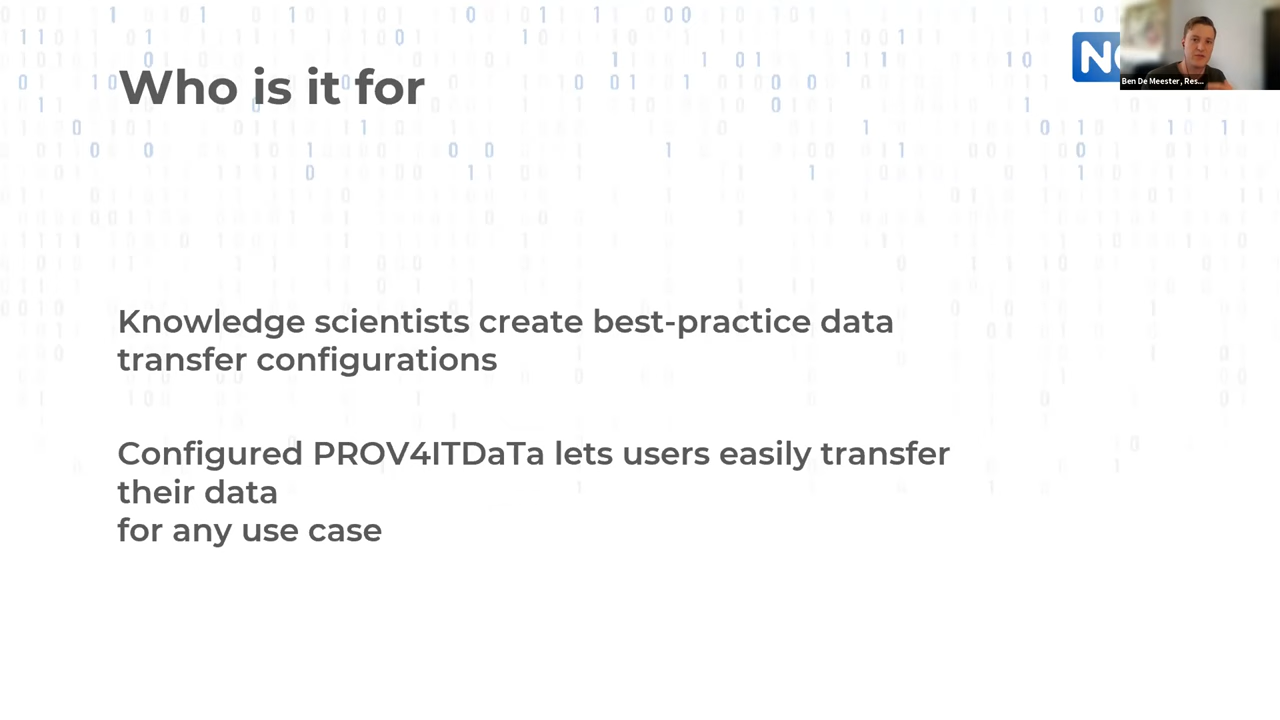 Who is it for
Ben De Meester, Res...
Knowledge scientists create best-practice data
transfer configurations
Configured PROV4ITDaTa lets users easily transfer
their data
for any use case